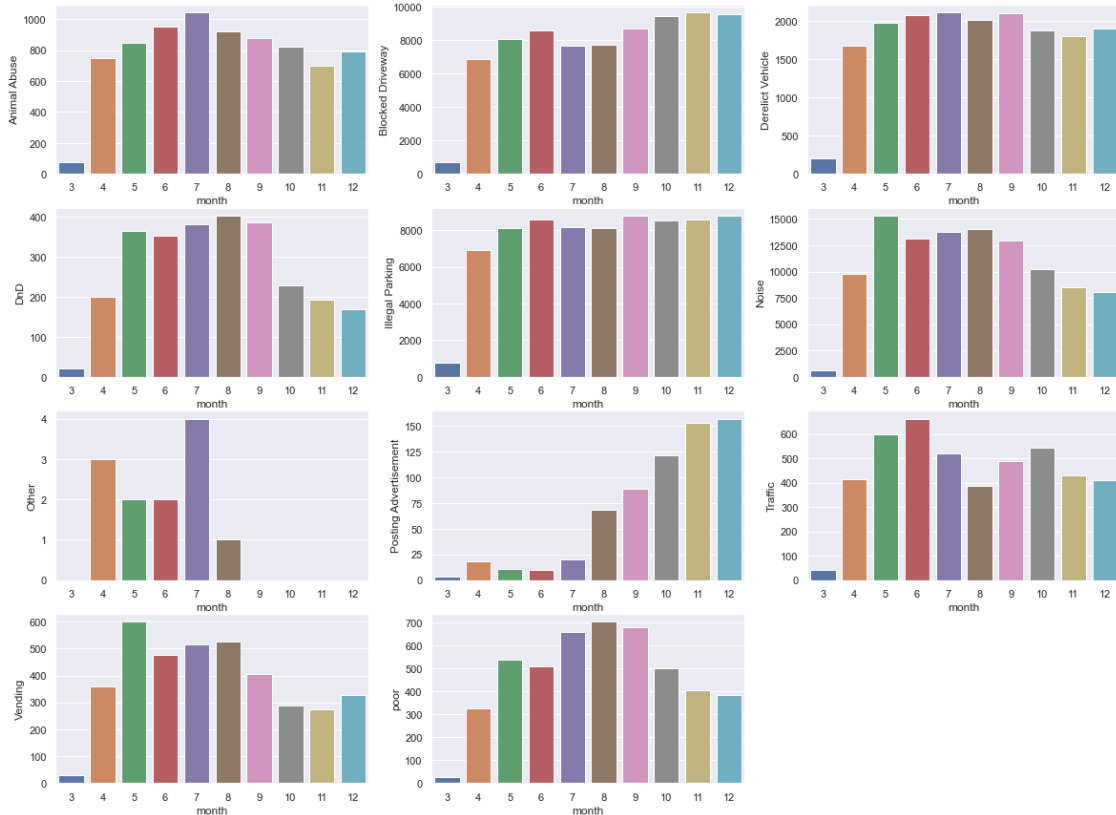 Animal Abuse
1000
800
600
400
200
0
3 4 5 6 7 8 9 10 11 12
month
Blocked Driveway
10000
8000
6000
4000
2000
0
3 4 5 6 7 8 9 10 11 12
month
Derelict Vehicle
2000
1500
1000
500
0
3 4 5 6 7 8 9 10 11 12
month
DnD
400
300
200
100
0
3 4 5 6 7 8 9 10 11 12
month
Illegal Parking
8000
6000
4000
2000
0
3 4 5 6 7 8 9 10 11 12
month
Noise
15000
12500
10000
7500
5000
2500
0
3 4 5 6 7 8 9 10 11 12
month
Other
4
3
2
1
0
3 4 5 6 7 8 9 10 11 12
month
Posting Advertisement
150
125
100
75
50
25
0
3 4 5 6 7 8 9 10 11 12
month
Traffic
600
500
400
300
200
100
0
3 4 5 6 7 8 9 10 11 12
month
Vending
600
500
400
300
200
100
0
3 4 5 6 7 8 9 10 11 12
month
poor
700
600
500
400
300
200
100
0
3 4 5 6 7 8 9 10 11 12
month